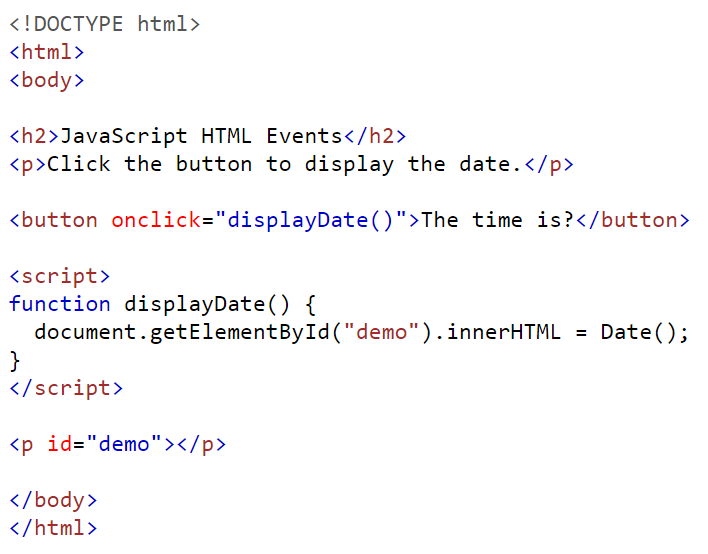 <!DOCTYPE html>
<html>
<body>
<h2>JavaScript HTML Events</h2>
<p>Click the button to display the date.</p>
<button onclick="displayDate()">The time is?</button>
<script>
function displayDate() {
  document.getElementById("demo").innerHTML = Date();
}
</script>
<p id="demo"></p>
</body>
</html>